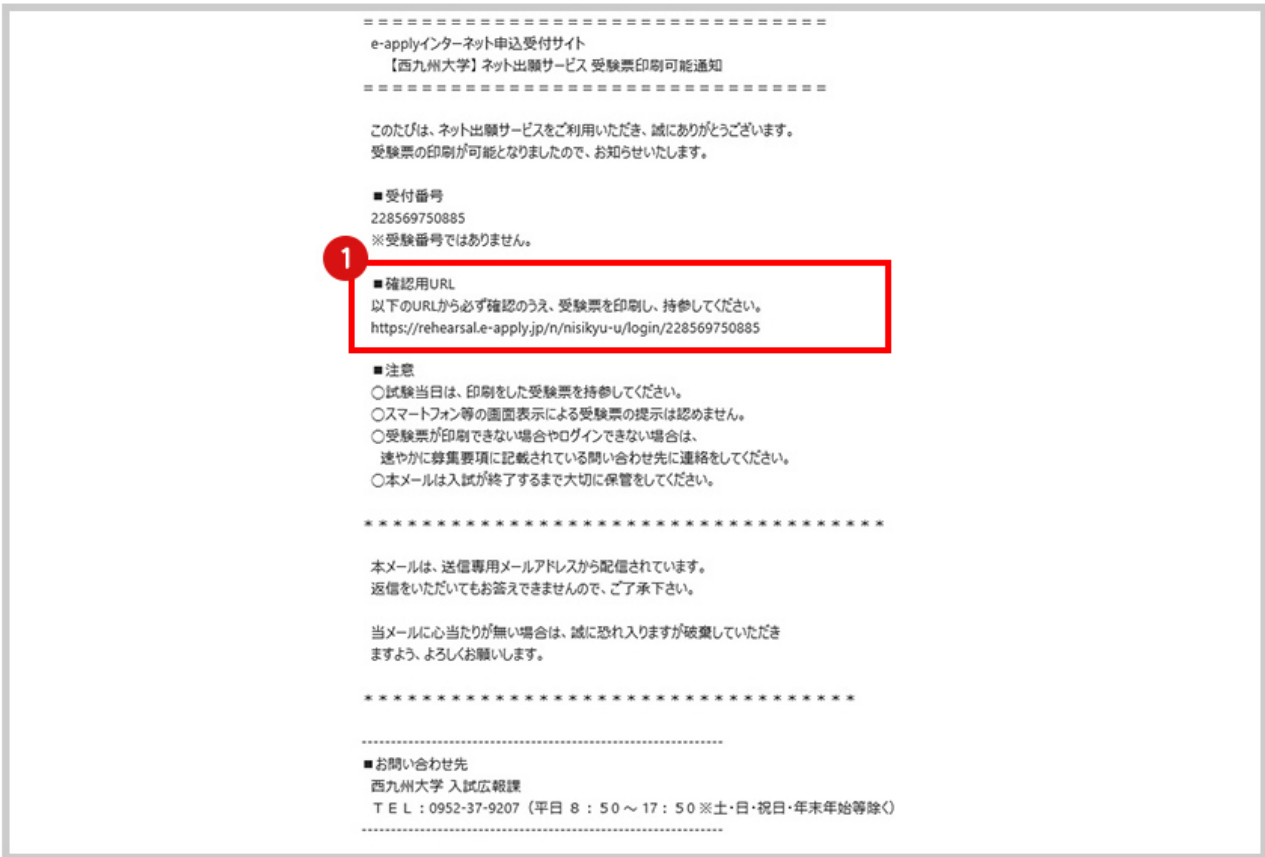 ================================
e-applyインターネット申込受付サイト
【西九州大学】ネット出願サービス 受験票印刷可能通知
================================
このたびは、ネット出願サービスをご利用いただき、誠にありがとうございます。
受験票の印刷が可能となりましたので、お知らせいたします。
■受付番号
228569750885
※受験番号ではありません。
1
■確認用URL
以下のURLから必ず確認のうえ、受験票を印刷し、持参してください。
https://rehearsal.e-apply.jp/n/nisikyu-u/login/228569750885
■注意
○試験当日は、印刷をした受験票を持参してください。
○スマートフォン等の画面表示による受験票の提示は認めません。
○受験票が印刷できない場合やログインできない場合は、
速やかに募集要項に記載されている問い合わせ先に連絡をしてください。
○本メールは入試が終了するまで大切に保管をしてください。
************************************
本メールは、送信専用メールアドレスから配信されています。
返信をいただいてもお答えできませんので、ご了承下さい。
当メールに心当たりが無い場合は、誠に恐れ入りますが破棄していただき
ますよう、よろしくお願いします。
**********************************
--------------------------------------------------------------
■お問い合わせ先
西九州大学 入試広報課
ＴＥＬ：0952-37-9207（平日 ８：５０～17：５０※土・日・祝日・年末年始等除く）
--------------------------------------------------------------